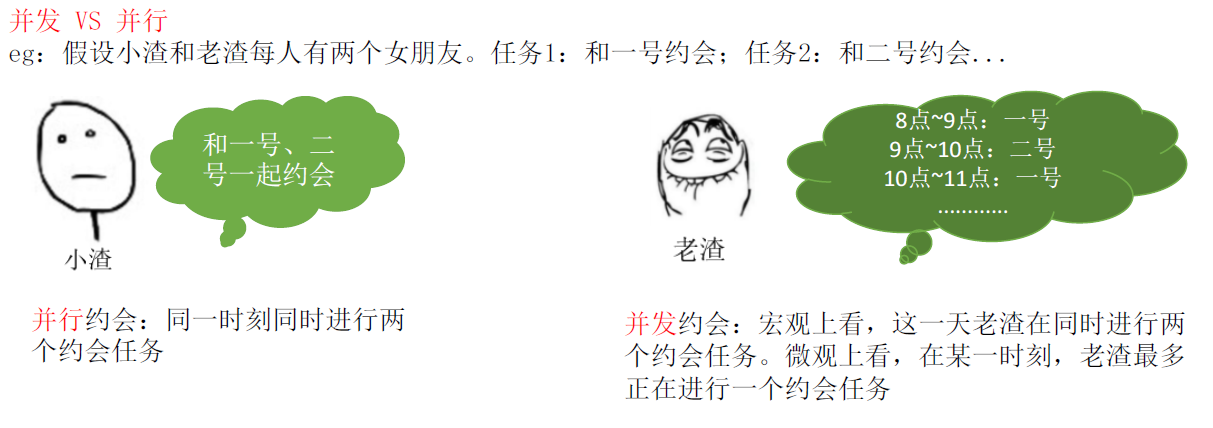 并发 VS 并行
eg：假设小渣和老渣每人有两个女朋友。任务1：和一号约会；任务2：和二号约会...
和一号、二
号一起约会
小渣
并行约会：同一时刻同时进行两
个约会任务
8点~9点：一号
9点~10点：二号
10点~11点：一号
…………
老渣
并发约会：宏观上看，这一天老渣在同时进行两
个约会任务。微观上看，在某一时刻，老渣最多
正在进行一个约会任务